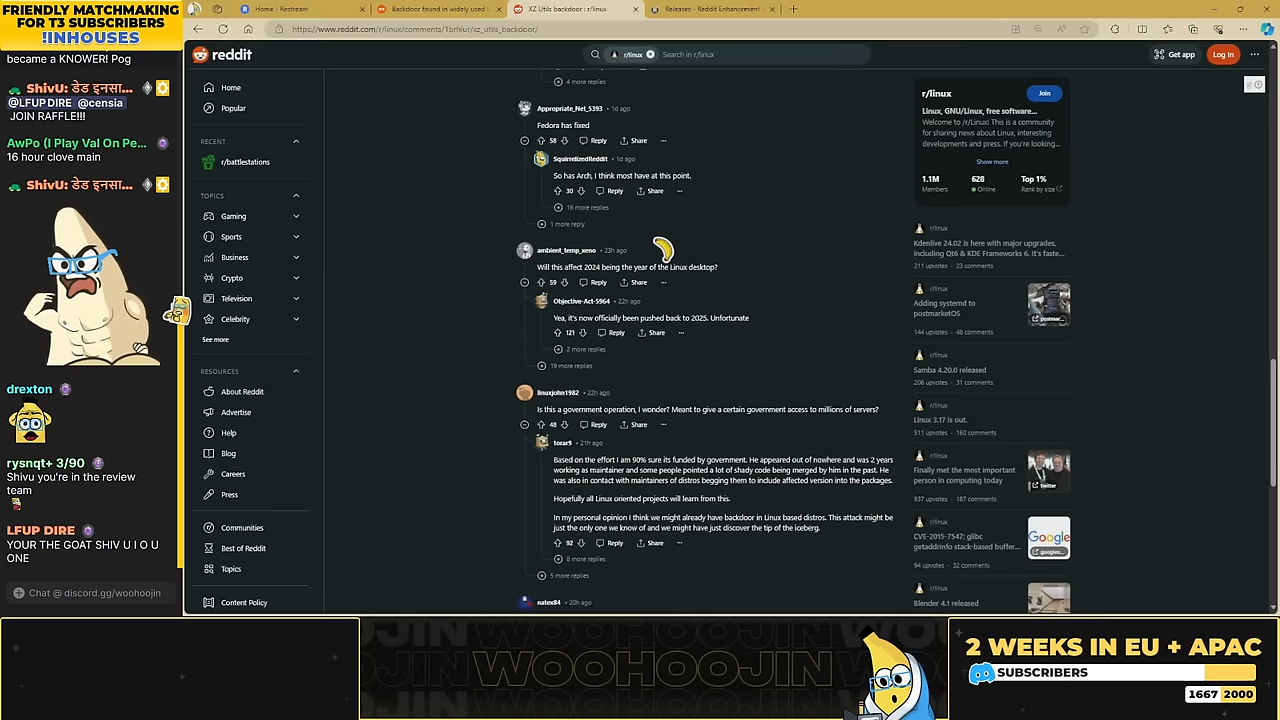 FRIENDLY MATCHMAKING
FOR T3 SUBSCRIBERS
!INHOUSES
became a KNOWER! Pog
ShivU: डेड इनसा...
@LFUP DIRE @censia
JOIN RAFFLE!!!
AwPo (I Play Val On Pe...
16 hour clove main
ShivU: डेड इनसा...
drexton
rysnqt+ 3/90
Shivu you're in the review
team
LFUP DIRE
YOUR THE GOAT SHIV U I O U
ONE
Chat @ discord.gg/woohoojin
Home - Restream
Backdoor found in widely used l
XZ Utils backdoor : r/linux
Releases - Reddit Enhancement
https://www.reddit.com/r/linux/comments/1brhlur/xz_utils_backdoor/
reddit
r/linux
Search in r/linux
Get app
Log In
Home
Popular
RECENT
r/battlestations
TOPICS
Gaming
Sports
Business
Crypto
Television
Celebrity
See more
RESOURCES
About Reddit
Advertise
Help
Blog
Careers
Press
Communities
Best of Reddit
Topics
Content Policy
4 more replies
Appropriate_Net_5393 • 1d ago
Fedora has fixed
58 Reply Share ...
SquirrelizedReddit • 1d ago
So has Arch, I think most have at this point.
30 Reply Share ...
16 more replies
1 more reply
ambient_temp_xeno • 23h ago
Will this affect 2024 being the year of the Linux desktop?
59 Reply Share ...
Objective-Act-5964 • 22h ago
Yea, it's now officially been pushed back to 2025. Unfortunate
121 Reply Share ...
2 more replies
19 more replies
linuxjohn1982 • 22h ago
Is this a government operation, I wonder? Meant to give a certain government access to millions of servers?
48 Reply Share ...
torar9 • 21h ago
Based on the effort I am 90% sure its funded by government. He appeared out of nowhere and was 2 years
working as maintainer and some people pointed a lot of shady code being merged by him in the past. He
was also in contact with maintainers of distros begging them to include affected version into the packages.
Hopefully all Linux oriented projects will learn from this.
In my personal opinion I think we might already have backdoor in Linux based distros. This attack might be
just the only one we know of and we might have just discover the tip of the iceberg.
92 Reply Share ...
8 more replies
5 more replies
natex84 • 20h ago
r/linux
Join
Linux, GNU/Linux, free software...
Welcome to /r/Linux! This is a community
for sharing news about Linux, interesting
developments and press. If you're looking...
Show more
1.1M 628 Top 1%
Members Online Rank by size
r/linux
Kdenlive 24.02 is here with major upgrades,
including Qt6 & KDE Frameworks 6. It's faste...
211 upvotes · 23 comments
r/linux
Adding systemd to
postmarketOS
postmar...
144 upvotes · 48 comments
r/linux
Samba 4.20.0 released
206 upvotes · 31 comments
r/linux
Linux 3.17 is out.
511 upvotes · 160 comments
r/linux
Finally met the most important
person in computing today
twitter
937 upvotes · 187 comments
r/linux
CVE-2015-7547: glibc
getaddrinfo stack-based buffer...
Google
googleo...
94 upvotes · 32 comments
r/linux
Blender 4.1 released
WOOHOOJIN
2 WEEKS IN EU + APAC
SUBSCRIBERS
1667 2000